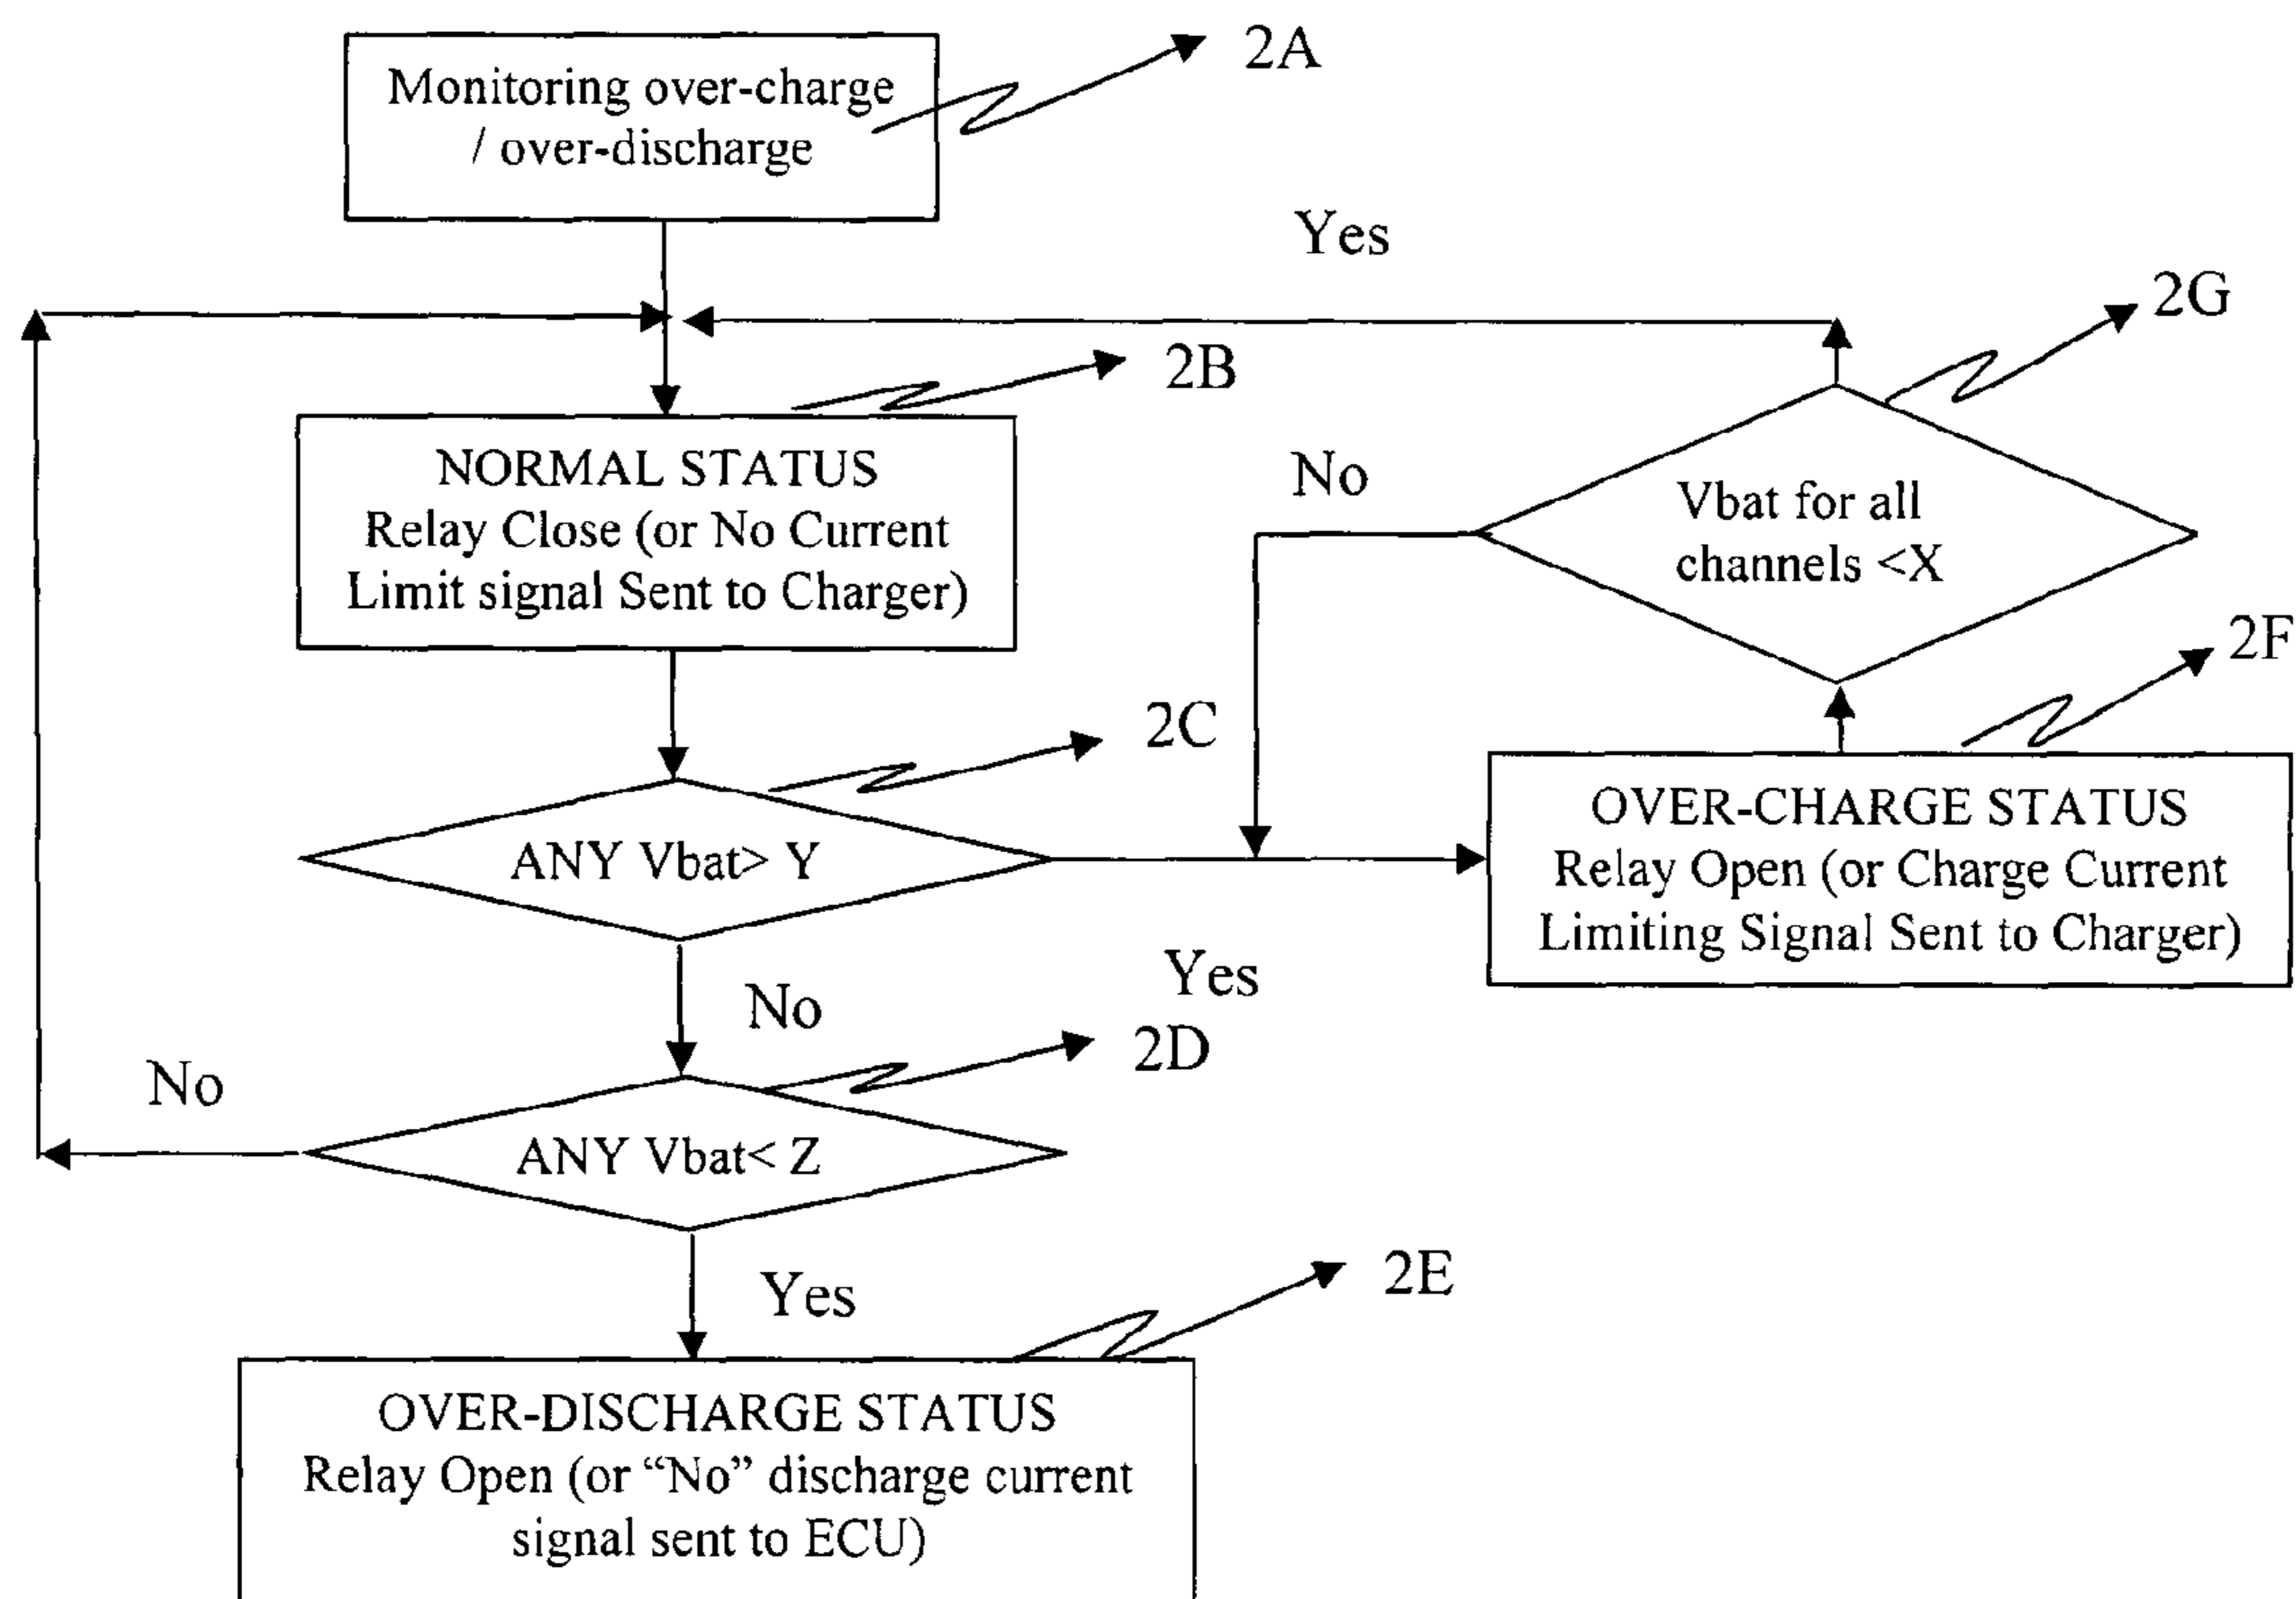 Monitoring over-charge
/ over-discharge
2A
Yes
2G
2B
NORMAL STATUS
Relay Close (or No Current
Limit signal Sent to Charger)
No
Vbat for all
channels <X
2F
2C
ANY Vbat> Y
OVER-CHARGE STATUS
Relay Open (or Charge Current
Limiting Signal Sent to Charger)
Yes
No
2D
No
ANY Vbat< Z
Yes
2E
OVER-DISCHARGE STATUS
Relay Open (or “No” discharge current
signal sent to ECU)